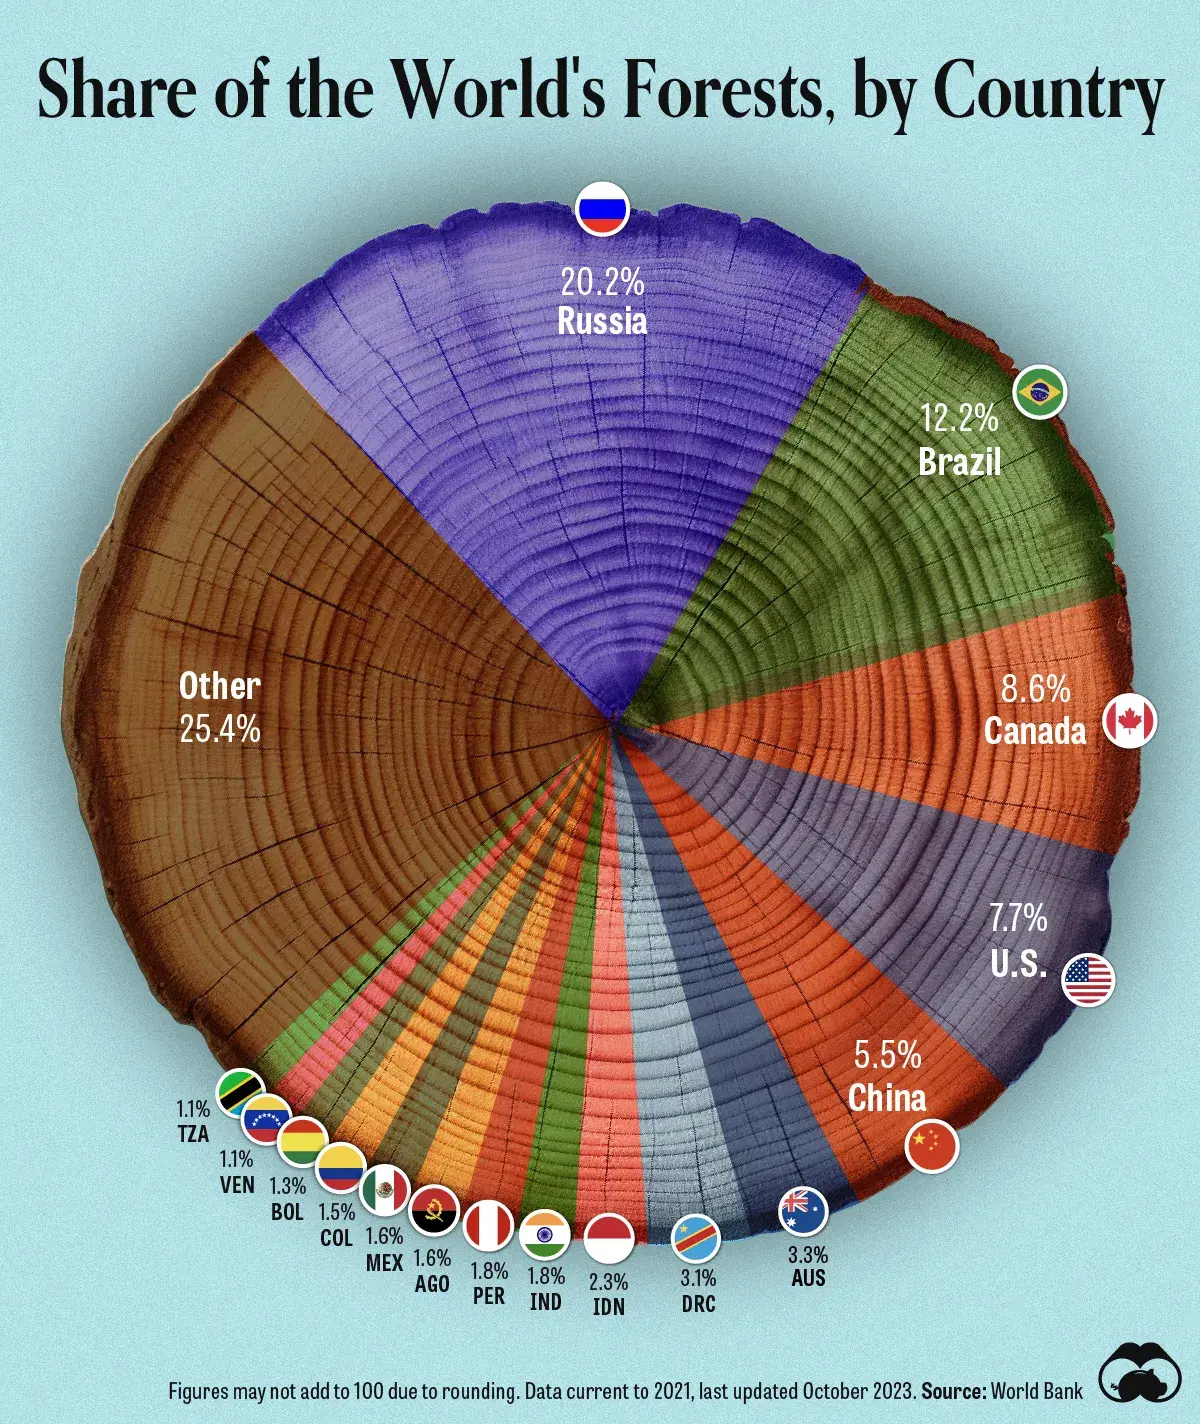 Share of the World's Forests, by Country
20.2%
Russia
12.2%
Brazil
8.6%
Canada
7.7%
U.S.
5.5%
China
3.3%
AUS
3.1%
DRC
2.3%
IDN
1.8%
IND
1.8%
PER
1.6%
AGO
1.6%
MEX
1.5%
COL
1.3%
BOL
1.1%
VEN
1.1%
TZA
Other
25.4%
Figures may not add to 100 due to rounding. Data current to 2021, last updated October 2023. Source: World Bank